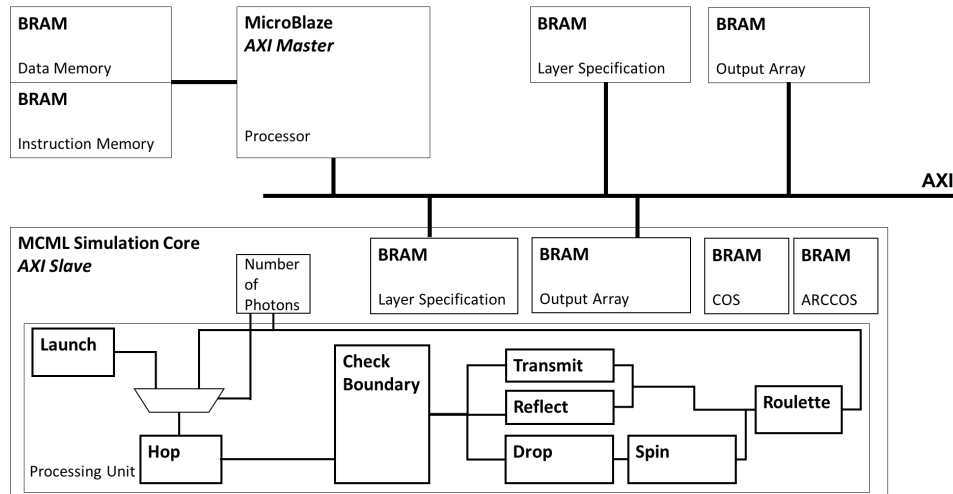 BRAM
Data Memory
BRAM
Instruction Memory
MicroBlaze
AXI Master
Processor
BRAM
Layer Specification
BRAM
Output Array
AXI
MCML Simulation Core
AXI Slave
Number
of
Photons
BRAM
Layer Specification
BRAM
Output Array
BRAM
COS
BRAM
ARCCOS
Launch
Check
Boundary
Transmit
Reflect
Roulette
Hop
Drop
Spin
Processing Unit